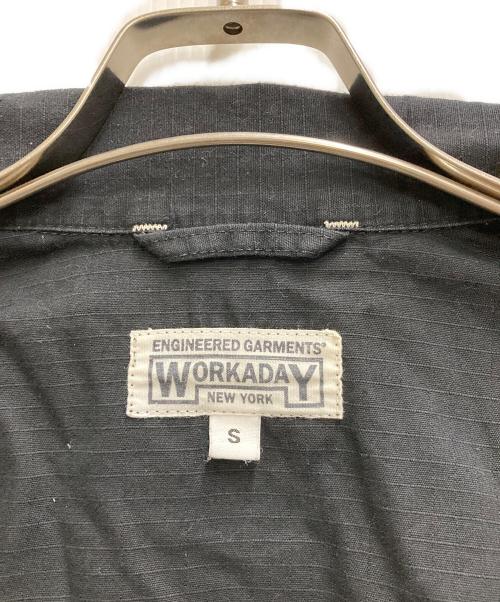 ENGINEERED GARMENTS®
WORKADAY
NEW YORK
S